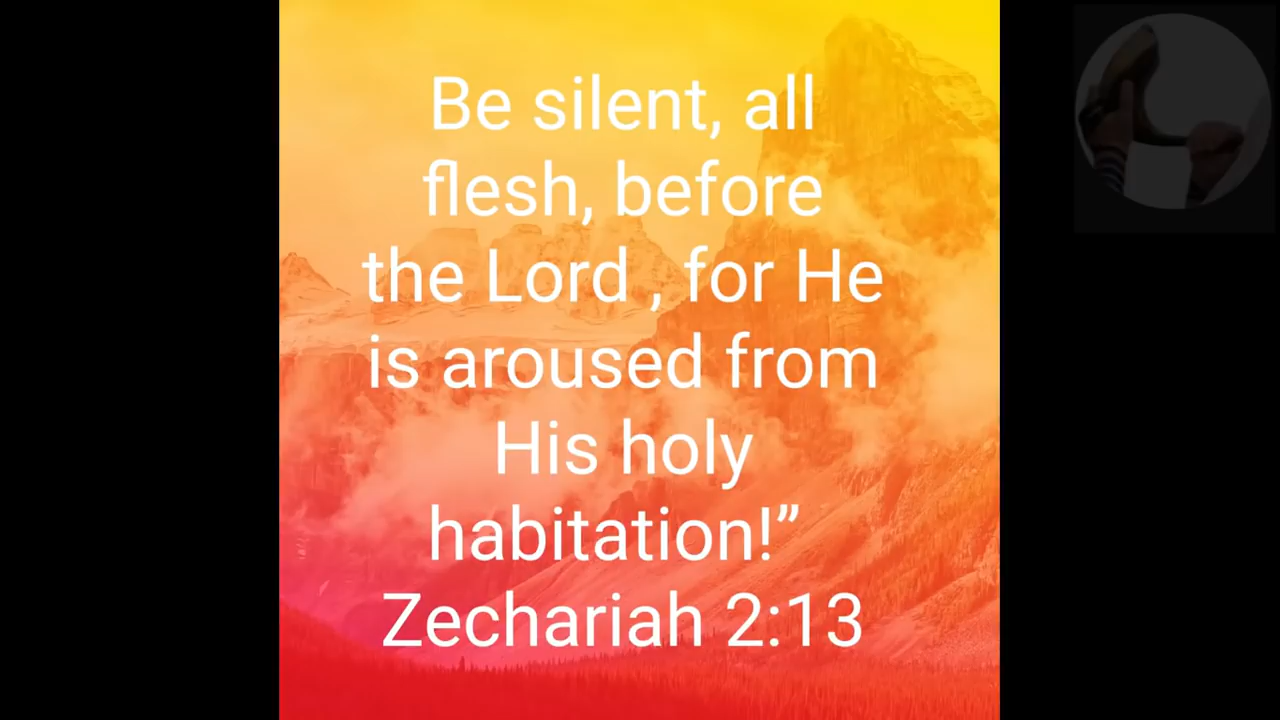 Be silent, all
flesh, before
the Lord , for He
is aroused from
His holy
habitation!”
Zechariah 2:13